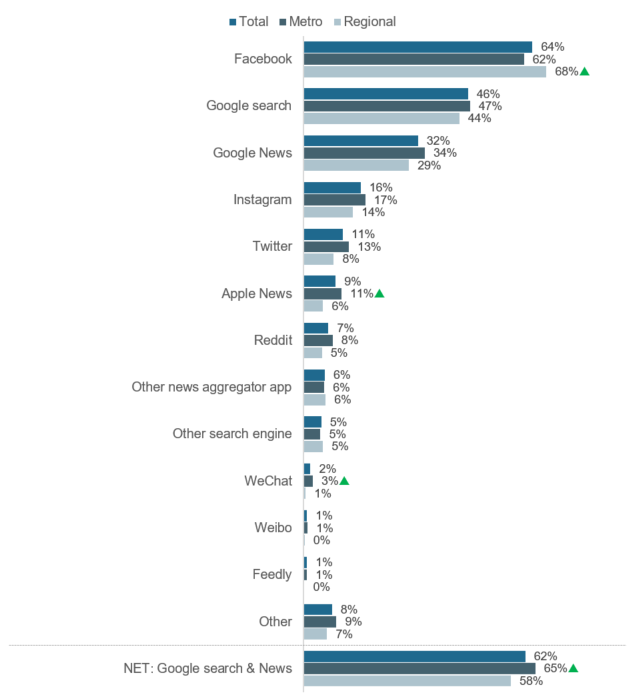 Total Metro Regional
Facebook
64%
62%
68%
Google search
46%
47%
44%
Google News
32%
34%
29%
Instagram
16%
17%
14%
Twitter
11%
13%
8%
Apple News
9%
11%
6%
Reddit
7%
8%
5%
Other news aggregator app
6%
6%
6%
Other search engine
5%
5%
5%
WeChat
2%
3%
1%
Weibo
1%
1%
0%
Feedly
1%
1%
0%
Other
8%
9%
7%
NET: Google search & News
62%
65%
58%